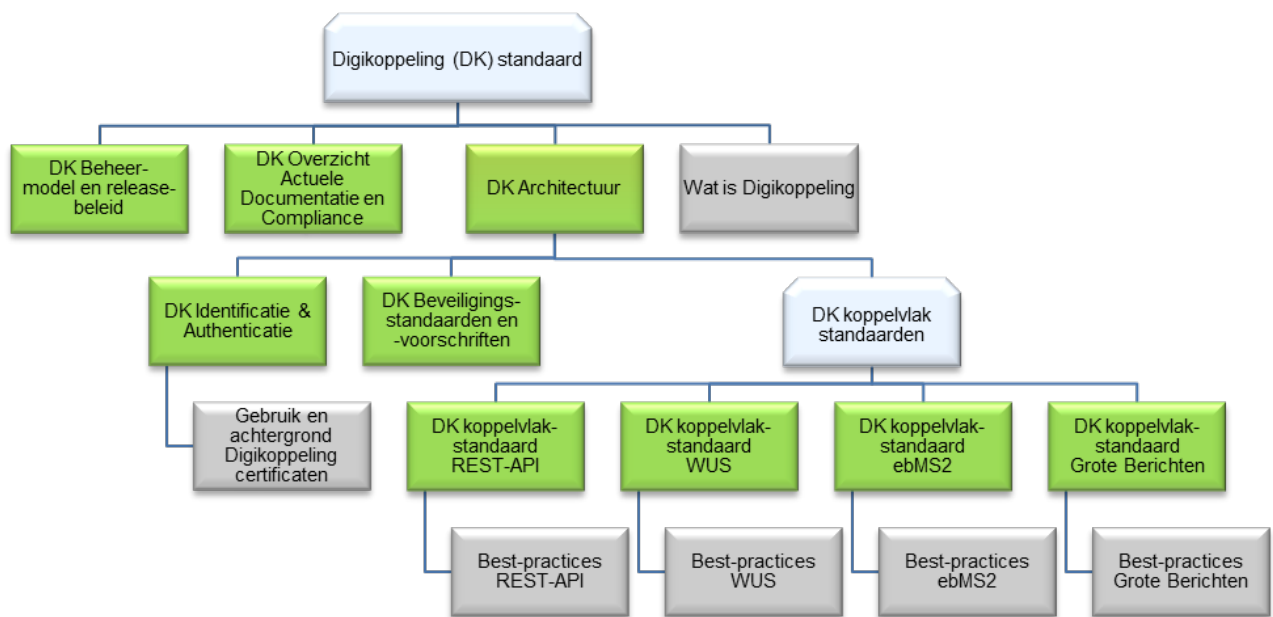 Digikoppeling (DK) standaard
DK Beheer-
model en release-
beleid
DK Overzicht
Actuele
Documentatie en
Compliance
DK Architectuur
Wat is Digikoppeling
DK Identificatie &
Authenticatie
DK Beveiligings-
standaarden en
-voorschriften
DK koppelvlak
standaarden
Gebruik en
achtergrond
Digikoppeling
certificaten
DK koppelvlak-
standaard
REST-API
DK koppelvlak-
standaard
WUS
DK koppelvlak-
standaard
ebMS2
DK koppelvlak-
standaard
Grote Berichten
Best-practices
REST-API
Best-practices
WUS
Best-practices
ebMS2
Best-practices
Grote Berichten